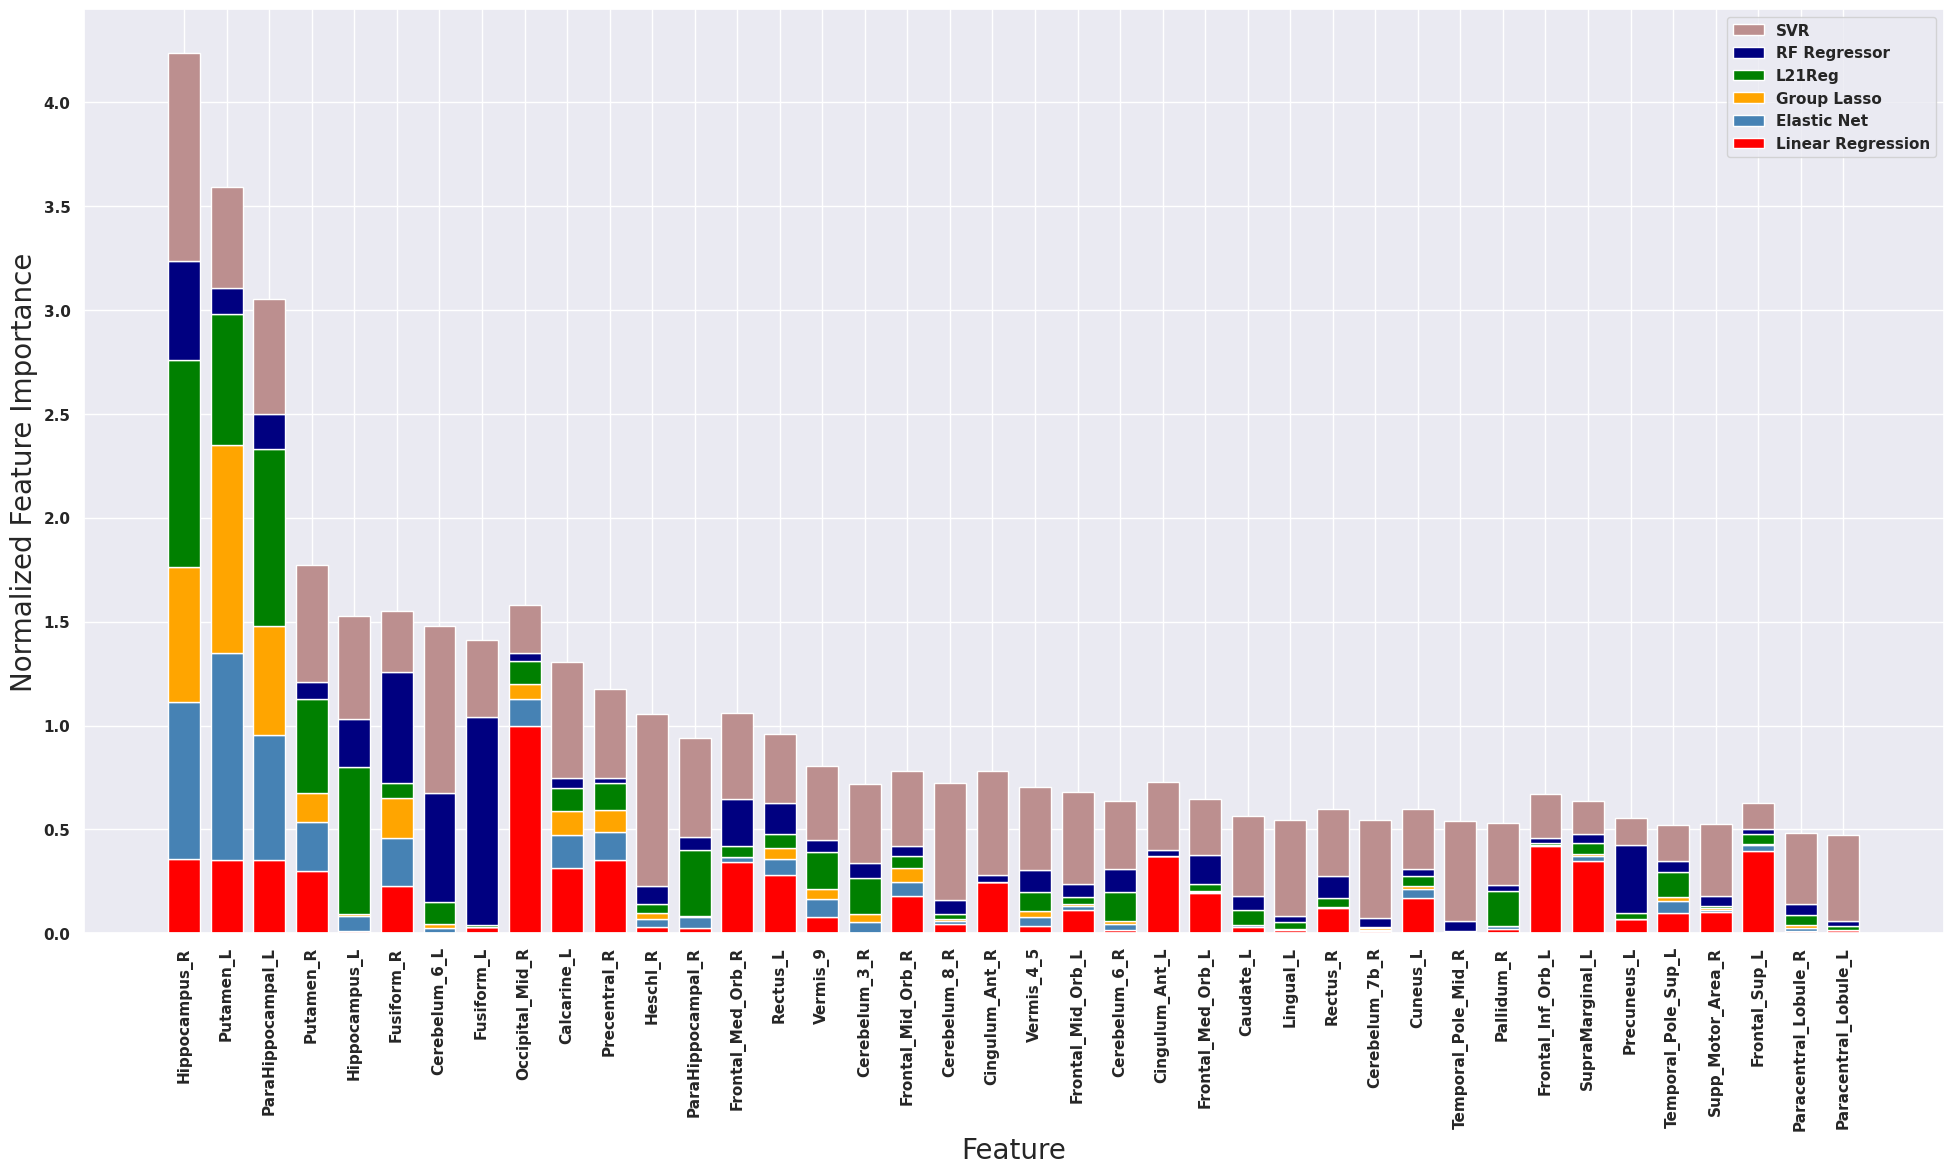 SVR
RF Regressor
L21Reg
Group Lasso
Elastic Net
Linear Regression
Normalized Feature Importance
4.0
3.5
3.0
2.5
2.0
1.5
1.0
0.5
0.0
Hippocampus_R
Putamen_L
ParaHippocampal_L
Putamen_R
Hippocampus_L
Fusiform_R
Cerebelum_6_L
Fusiform_L
Occipital_Mid_R
Calcarine_L
Precentral_R
Heschl_R
ParaHippocampal_R
Frontal_Med_Orb_R
Rectus_L
Vermis_9
Cerebelum_3_R
Frontal_Mid_Orb_R
Cerebelum_8_R
Cingulum_Ant_R
Vermis_4_5
Frontal_Mid_Orb_L
Cerebelum_6_R
Cingulum_Ant_L
Frontal_Med_Orb_L
Caudate_L
Lingual_L
Rectus_R
Cerebelum_7b_R
Cuneus_L
Temporal_Pole_Mid_R
Pallidum_R
Frontal_Inf_Orb_L
SupraMarginal_L
Precuneus_L
Temporal_Pole_Sup_L
Supp_Motor_Area_R
Frontal_Sup_L
Paracentral_Lobule_R
Paracentral_Lobule_L
Feature